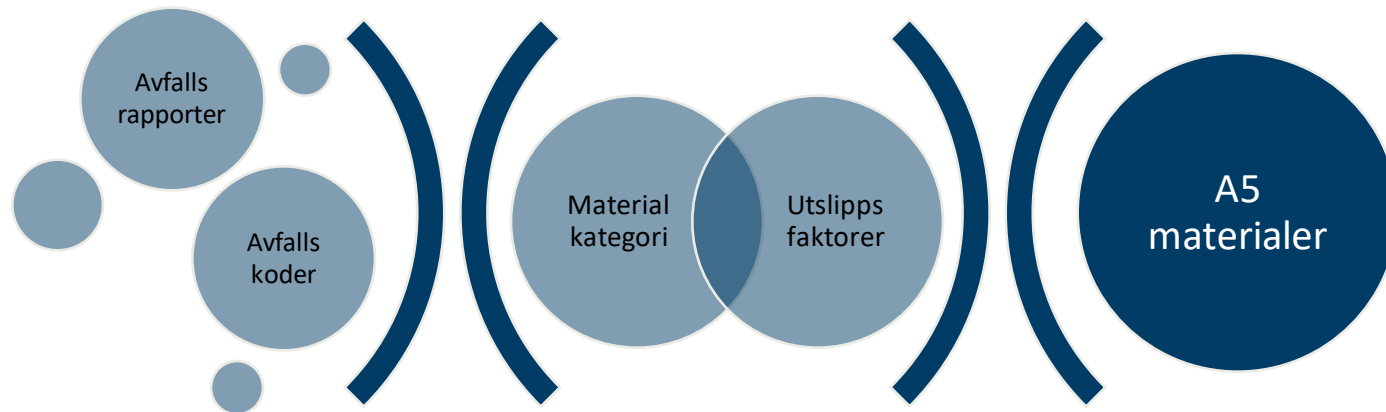 Avfalls
rapporter
Avfalls
koder
Material
kategori
Utslipps
faktorer
A5
materialer